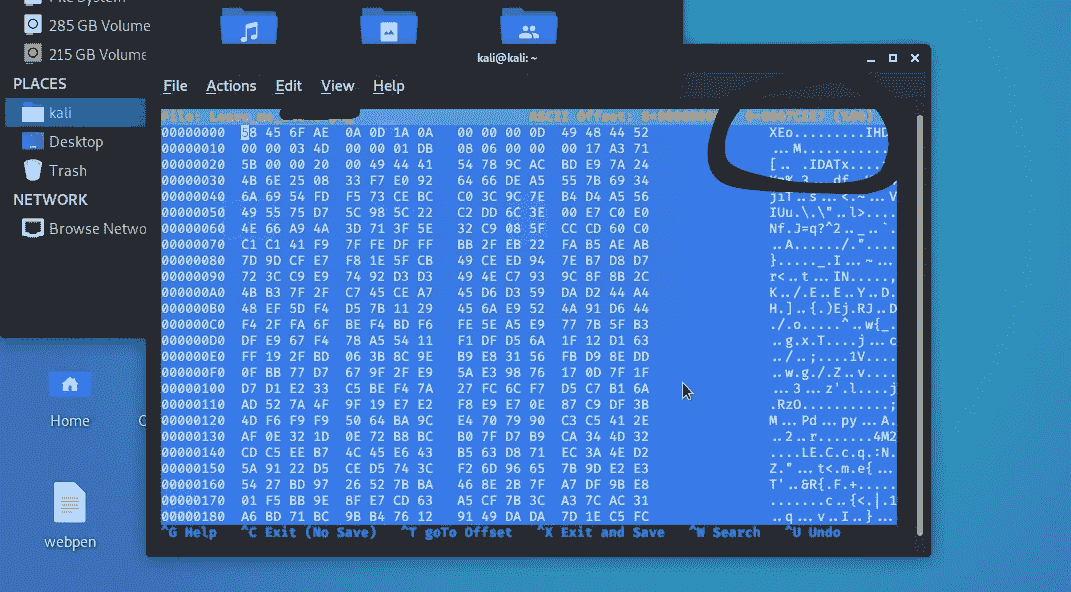 File System
285 GB Volume
215 GB Volume
PLACES
kali
Desktop
Trash
NETWORK
Browse Netwo
Home
webpen
kali@kali: ~
File Actions Edit View Help
ASCII Offset:
00000000 58 45 6F AE 0A 0D 1A 0A 00 00 00 0D 49 48 44 52 XEo.........IHD
00000010 00 00 03 4D 00 00 01 DB 08 06 00 00 00 17 A3 71 ...M...........
00000020 5B 00 00 20 00 49 44 41 54 78 9C AC BD E9 7A 24 [.. .IDATx....
00000030 4B 6E 25 08 33 F7 E0 92 64 66 DE A5 55 7B 69 34
00000040 6A 69 54 FD F5 73 CE BC C0 3C 9C 7E B4 D4 A5 56 jiT..s...<.~...V
00000050 49 55 75 D7 5C 98 5C 22 C2 DD 6C 3E 00 E7 C0 E0 IUu.\.\"..l>....
00000060 4E 66 A9 4A 3D 71 3F 5E 32 C9 08 5F CC CD 60 C0 Nf.J=q?^2.._..`.
00000070 C1 C1 41 F9 7F FE DF FF BB 2F EB 22 FA B5 AE AB ..A....../."....
00000080 7D 9D CF E7 F8 1E 5F CB 49 CE ED 94 7E B7 D8 D7 }....._.I...~...
00000090 72 3C C9 E9 74 92 D3 D3 49 4E C7 93 9C 8F 8B 2C r<..t...IN.....,
000000A0 4B B3 7F 2F C7 45 CE A7 45 D6 D3 59 DA D2 44 A4 K../.E..E..Y..D.
000000B0 48 EF 5D F4 D5 7B 11 29 45 6A E9 52 4A 91 D6 44 H.]..{.)Ej.RJ..D
000000C0 F4 2F FA 6F BE F4 BD F6 FE 5E A5 E9 77 7B 5F B3 ./.o.....^..w{_.
000000D0 DF E9 67 F4 78 A5 54 11 F1 DF D5 6A 1F 12 D1 63 ..g.x.T....j...c
000000E0 FF 19 2F BD 06 3B 8C 9E B9 E8 31 56 FB D9 8E DD ../..;....1V....
000000F0 0F BB 77 D7 67 9F 2F E9 5A E3 98 76 17 0D 7F 1F ..w.g./.Z..v....
00000100 D7 D1 E2 33 C5 BE F4 7A 27 FC 6C F7 D5 C7 B1 6A ...3...z'.l....j
00000110 AD 52 7A 4F 9F 19 E7 E2 F8 E9 E7 0E 87 C9 DF 3B .RzO...........;
00000120 4D F6 F9 F9 50 64 BA 9C E4 70 79 90 C3 C5 41 2E M...Pd...py...A.
00000130 AF 0E 32 1D 0E 72 B8 BC B0 7F D7 B9 CA 34 4D 32 ..2..r.......4M2
00000140 CD C5 EE B7 4C 45 E6 43 B5 63 D8 71 EC 3A 4E D2 ....LE.C.c.q.:N.
00000150 5A 91 22 D5 CE D5 74 3C F2 6D 96 65 7B 9D E2 E3 Z."...t<.m.e{...
00000160 54 27 BD 97 26 52 7B BA 46 8E 2B 7F A7 DF 9B E8 T'..&R{.F.+.....
00000170 01 F5 BB 9E 8F E7 CD 63 A5 CF 7B 3C A3 7C AC 31 .......c..{<.|.1
00000180 A6 BD 71 BC 9B B4 76 12 91 49 DA DA 7D 1E C5 FC ..q...v..I..}...
^G Help ^C Exit (No Save) ^T goTo Offset ^X Exit and Save ^W Search ^U Undo